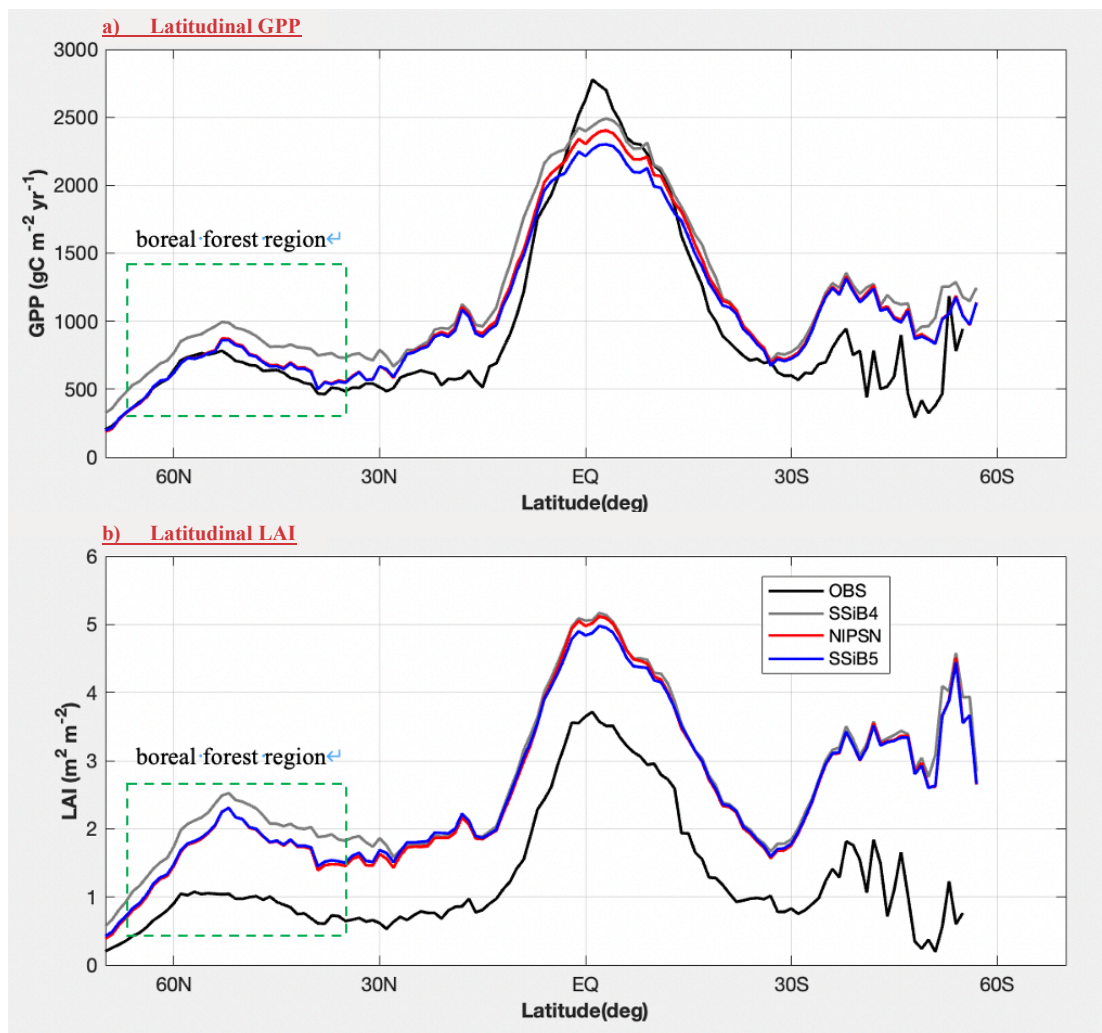 a) Latitudinal GPP
3000
2500
2000
1500
1000
500
0
GPP (gC m⁻² yr⁻¹)
boreal forest region↵
60N 30N EQ 30S 60S
Latitude(deg)
b) Latitudinal LAI
6
5
4
3
2
1
0
LAI (m² m⁻²)
boreal forest region↵
OBS
SSiB4
NIPSN
SSiB5
60N 30N EQ 30S 60S
Latitude(deg)